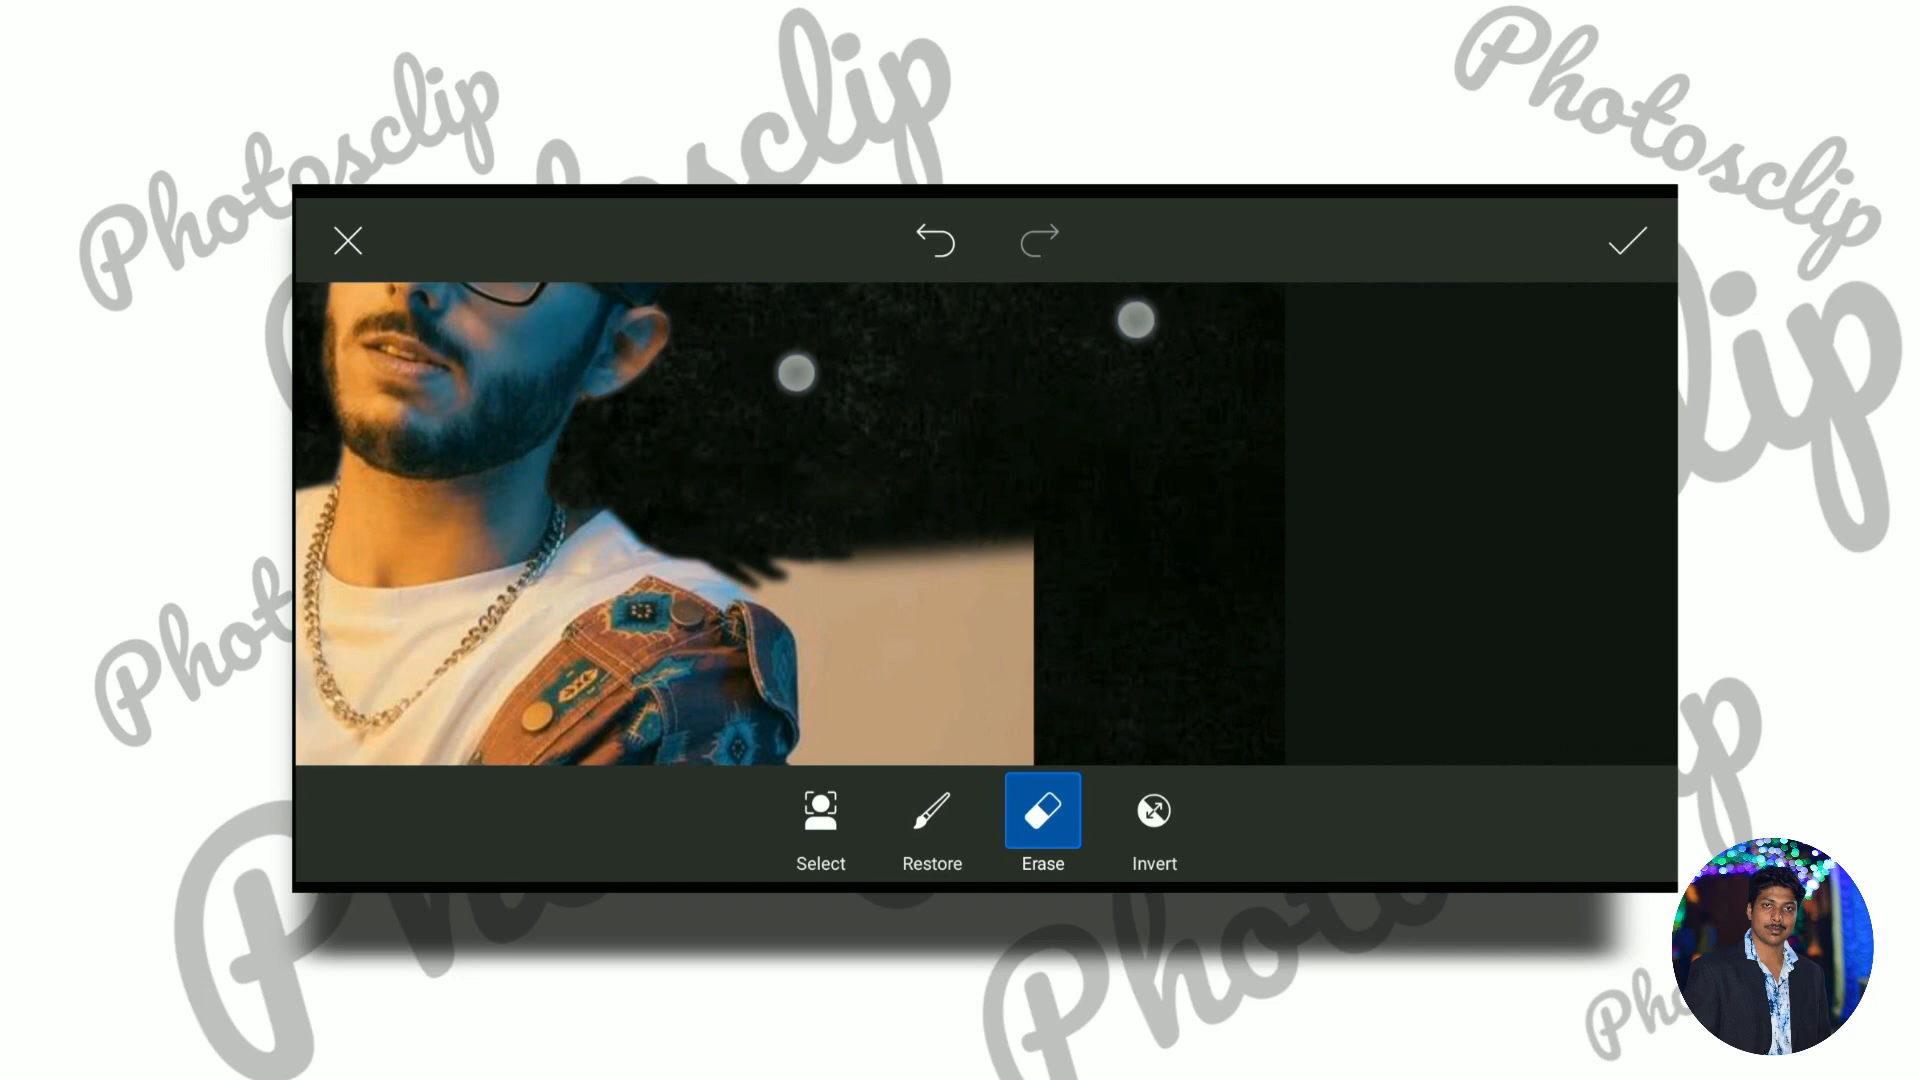 Photosclip
Photosclip
Photosclip
Select
Restore
Erase
Invert